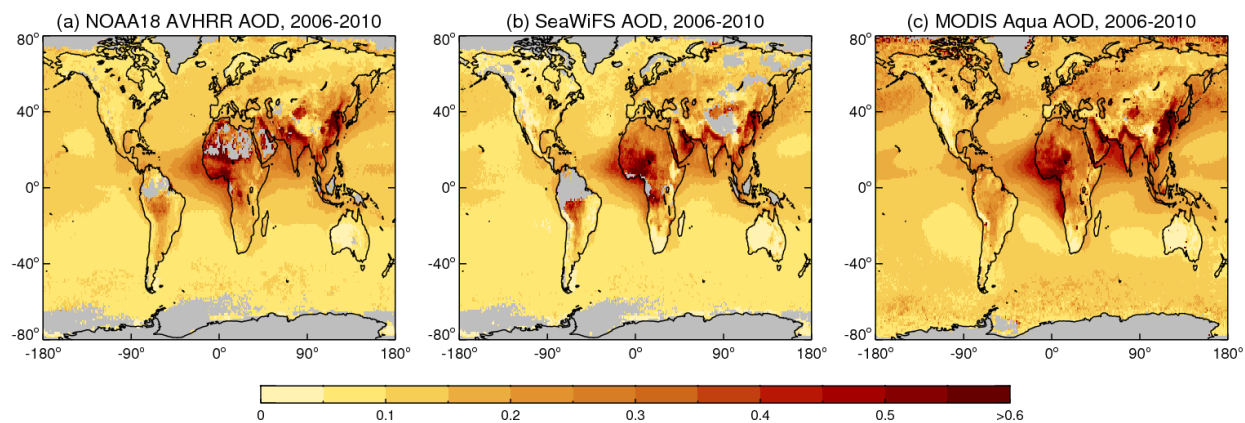 (a) NOAA18 AVHRR AOD, 2006-2010
(b) SeaWiFS AOD, 2006-2010
(c) MODIS Aqua AOD, 2006-2010
80° 80° 80°
40° 40° 40°
0° 0° 0°
-40° -40° -40°
-80° -80° -80°
-180° -90° 0° 90° 180° -180° -90° 0° 90° 180° -180° -90° 0° 90° 180°
0 0.1 0.2 0.3 0.4 0.5 >0.6